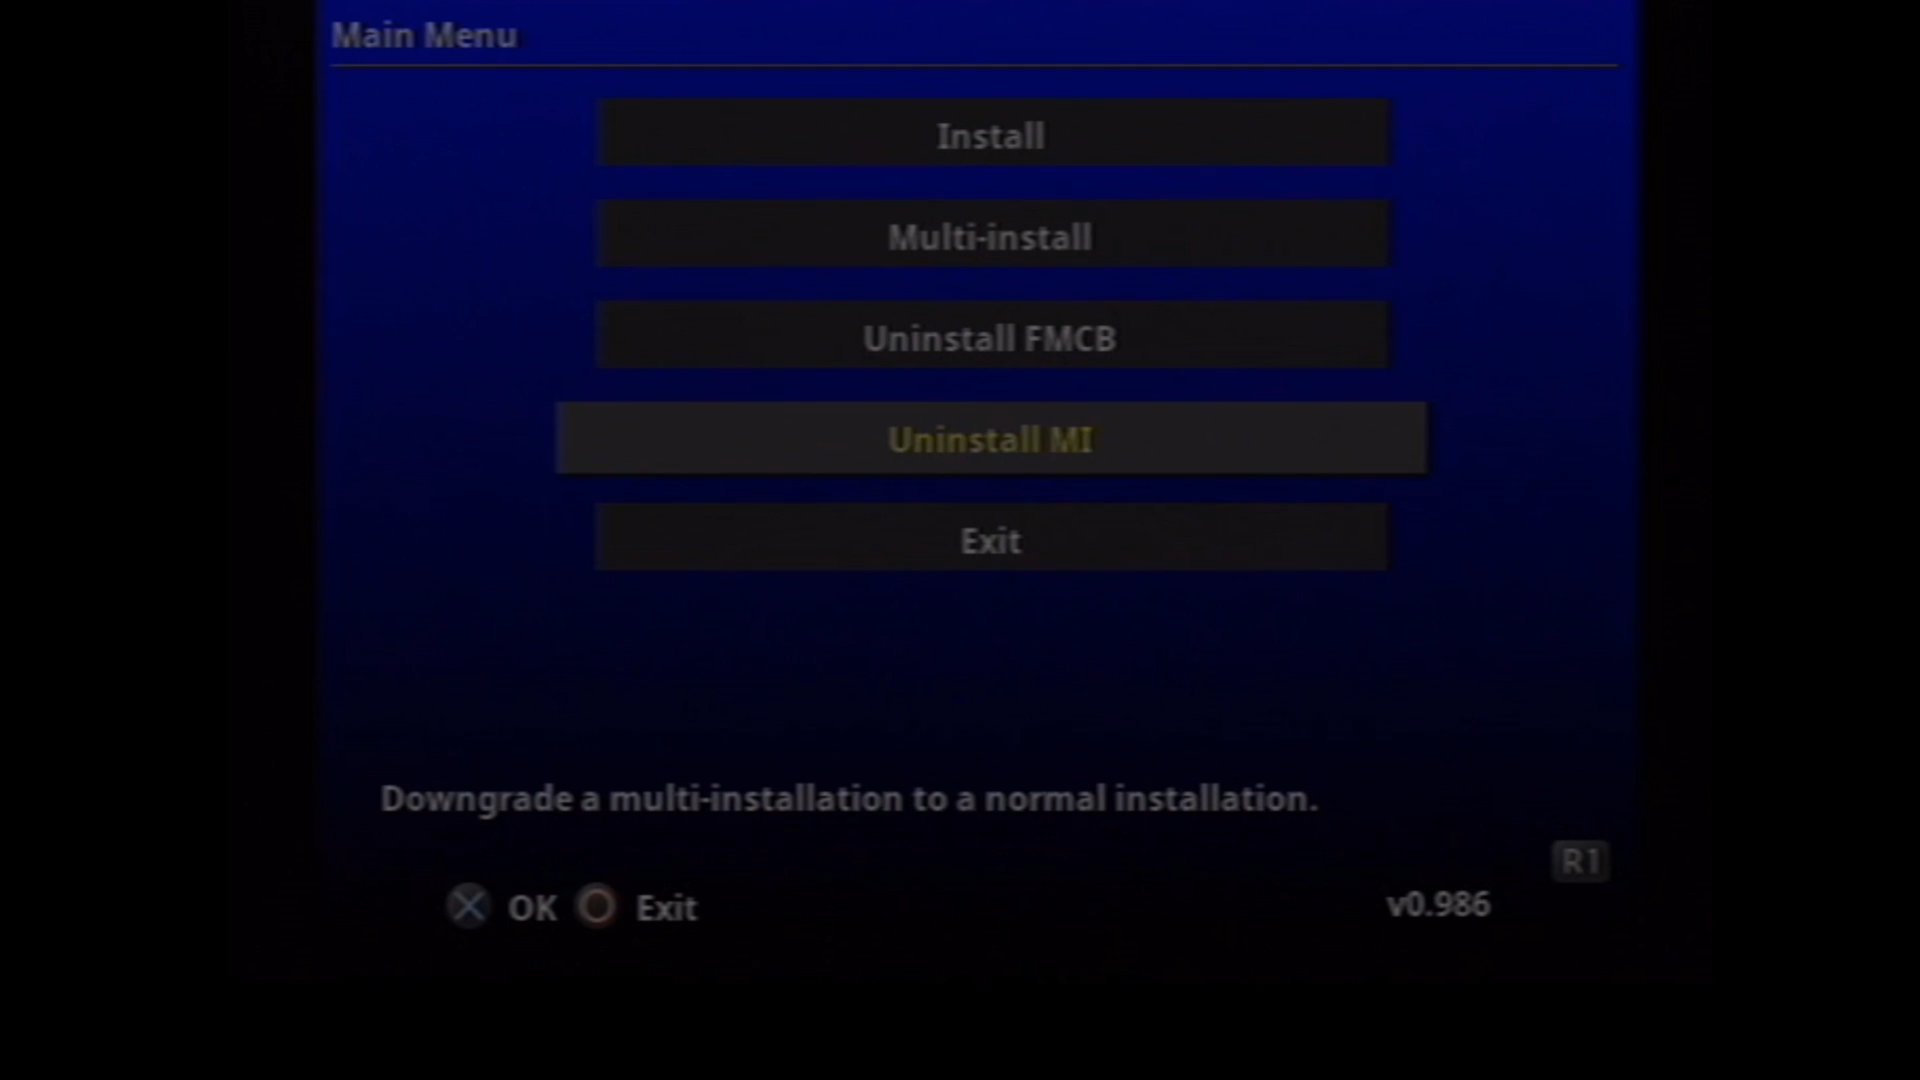 Main Menu
Install
Multi-install
Uninstall FMCB
Uninstall MI
Exit
Downgrade a multi-installation to a normal installation.
R1
OK Exit
v0.986